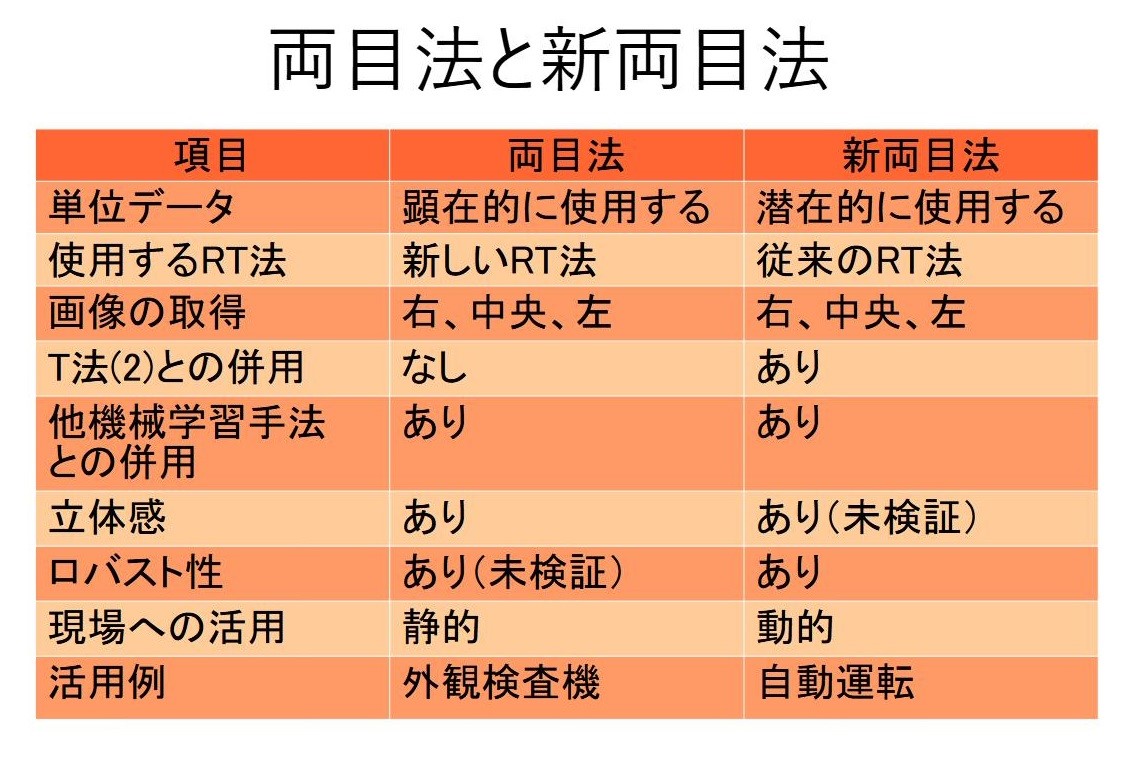 両目法と新両目法
項目 両目法 新両目法
単位データ 顕在的に使用する 潜在的に使用する
使用するRT法 新しいRT法 従来のRT法
画像の取得 右、中央、左 右、中央、左
T法(2)との併用 なし あり
他機械学習手法 あり あり
との併用
立体感 あり あり(未検証)
ロバスト性 あり(未検証) あり
現場への活用 静的 動的
活用例 外観検査機 自動運転